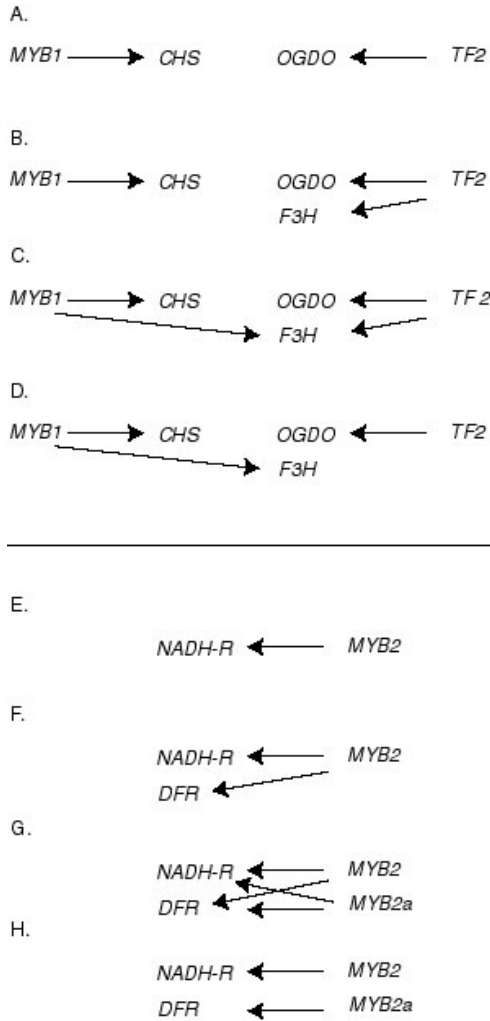 A.
MYB1 CHS OGDO TF2
B.
MYB1 CHS OGDO TF2
F3H
C.
MYB1 CHS OGDO TF 2
F3H
D.
MYB1 CHS OGDO TF2
F3H
E.
NADH-R MYB2
F.
NADH-R MYB2
DFR
G.
NADH-R MYB2
DFR MYB2a
H.
NADH-R MYB2
DFR MYB2a